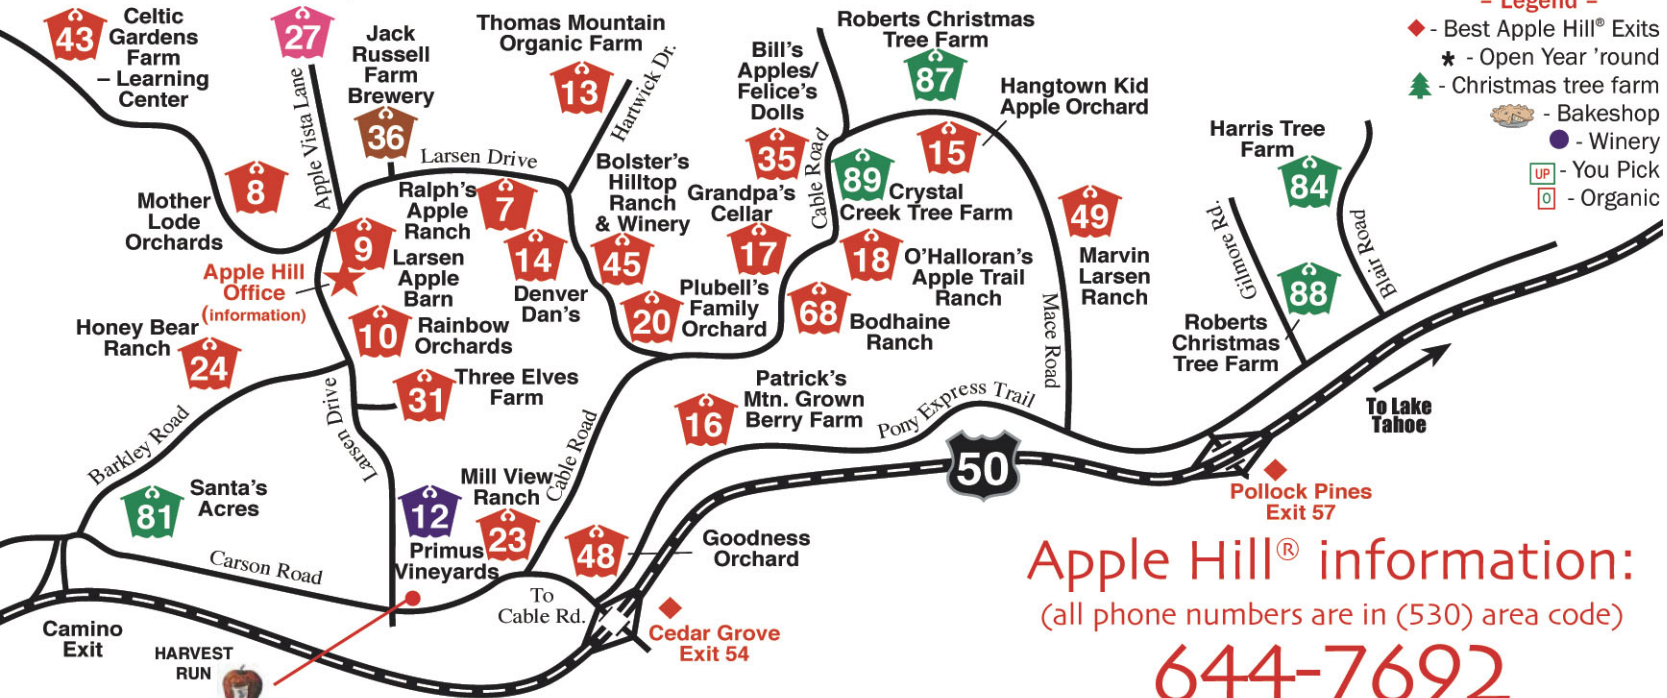 43
Celtic
Gardens
Farm
– Learning
Center
27
Apple Vista Lane
Jack
Russell
Farm
Brewery
36
Thomas Mountain
Organic Farm
13
Hartwick Dr.
Bill's
Apples/
Felice's
Dolls
35
Roberts Christmas
Tree Farm
87
Hangtown Kid
Apple Orchard
15
– Legend –
- Best Apple Hill® Exits
* - Open Year 'round
- Christmas tree farm
- Bakeshop
- Winery
UP - You Pick
O - Organic
Harris Tree
Farm
84
Larsen Drive
Mother
Lode
Orchards
8
Ralph's
Apple
Ranch
7
Bolster's
Hilltop
Ranch
& Winery
45
Grandpa's
Cellar
17
Cable Road
89
Crystal
Creek Tree Farm
49
Marvin
Larsen
Ranch
Gilmore Rd.
Blair Road
88
Roberts
Christmas
Tree Farm
9
Larsen
Apple
Barn
Apple Hill
Office
(information)
14
Denver
Dan's
20
Plubell's
Family
Orchard
18
O'Halloran's
Apple Trail
Ranch
68
Bodhaine
Ranch
Mace Road
Honey Bear
Ranch
24
10
Rainbow
Orchards
31
Three Elves
Farm
Larsen Drive
Barkley Road
Cable Road
16
Patrick's
Mtn. Grown
Berry Farm
Pony Express Trail
50
To Lake
Tahoe
Pollock Pines
Exit 57
81
Santa's
Acres
12
Primus
Vineyards
Mill View
Ranch
23
48
Goodness
Orchard
Carson Road
To
Cable Rd.
Camino
Exit
HARVEST
RUN
Cedar Grove
Exit 54
Apple Hill® information:
(all phone numbers are in (530) area code)
644-7692